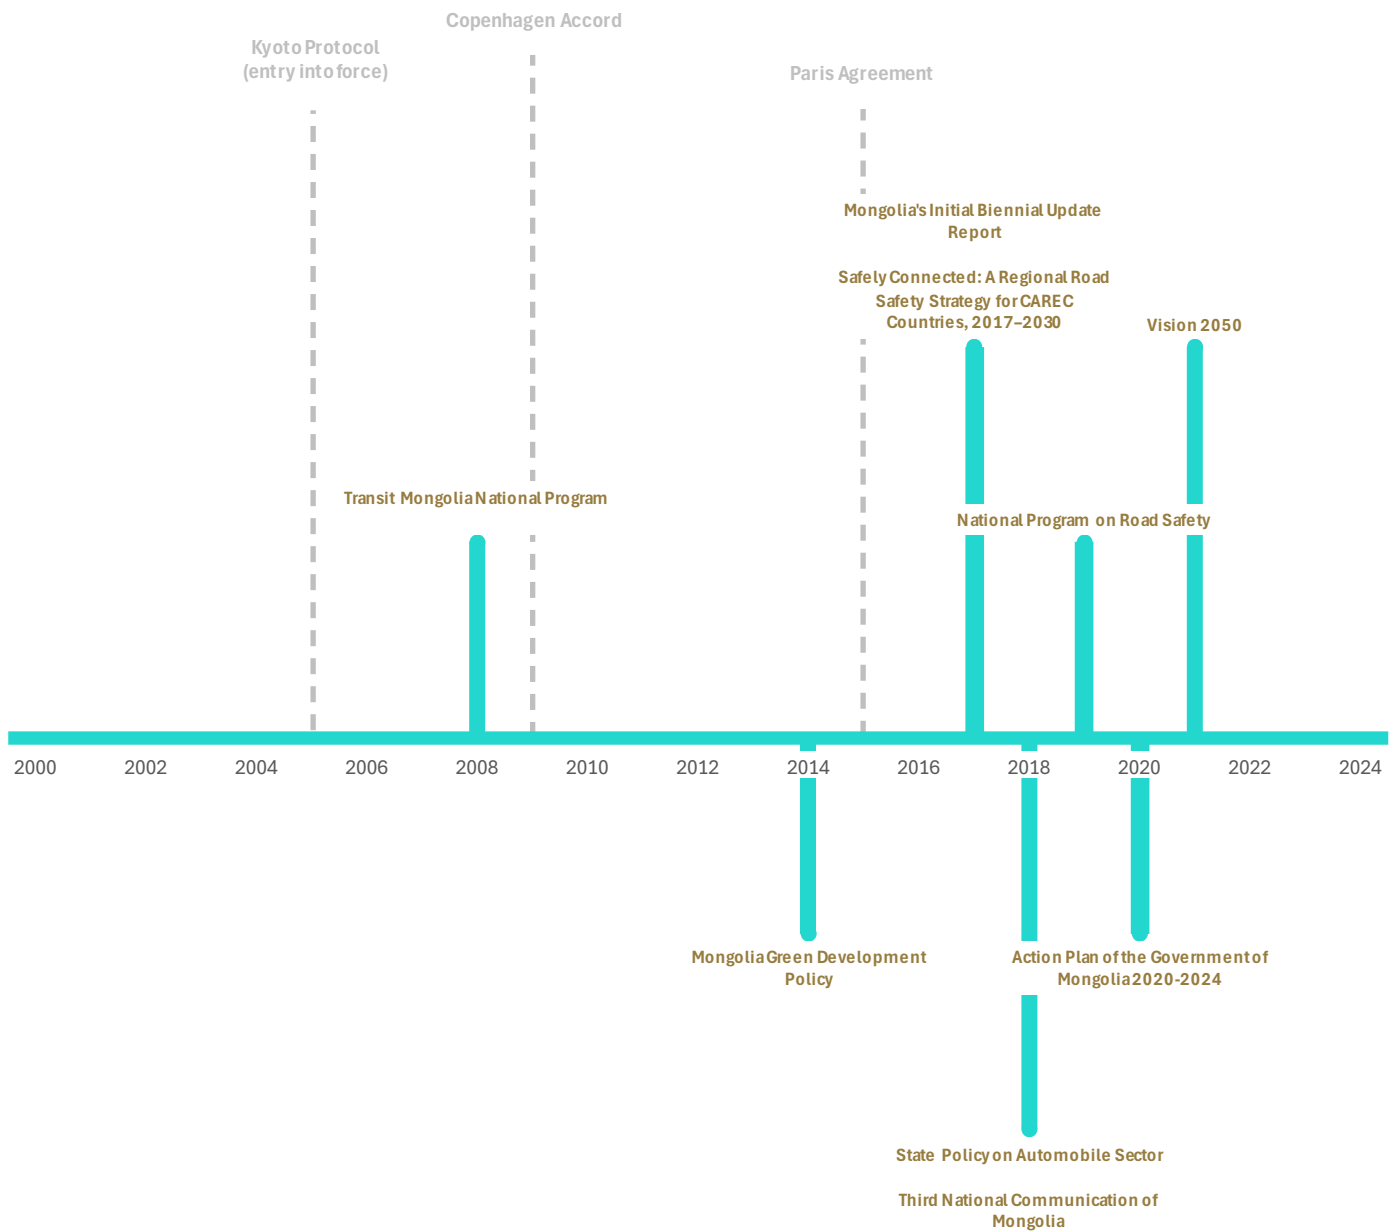 Copenhagen Accord
Kyoto Protocol
(entry into force)
Paris Agreement
Mongolia's Initial Biennial Update
Report
Safely Connected: A Regional Road
Safety Strategy for CAREC
Countries, 2017–2030
Vision 2050
Transit Mongolia National Program
National Program on Road Safety
2000 2002 2004 2006 2008 2010 2012 2014 2016 2018 2020 2022 2024
Mongolia Green Development
Policy
Action Plan of the Government of
Mongolia 2020-2024
State Policy on Automobile Sector
Third National Communication of
Mongolia